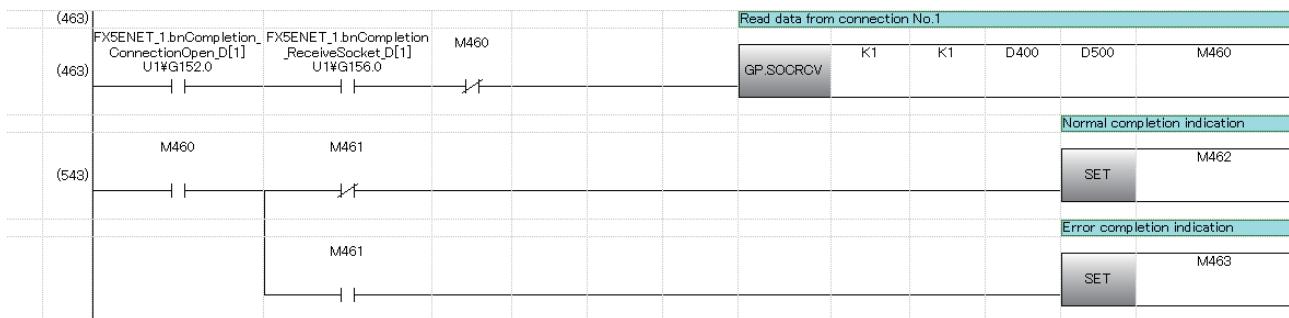 (463)
Read data from connection No.1
FX5ENET_1.bnCompletion_ConnectionOpen_D[1]
U1¥G152.0
FX5ENET_1.bnCompletion_ReceiveSocket_D[1]
U1¥G156.0
M460
(463)
GP.SOCRCV
K1
K1
D400
D500
M460
Normal completion indication
M460
M461
(543)
SET
M462
Error completion indication
M461
SET
M463